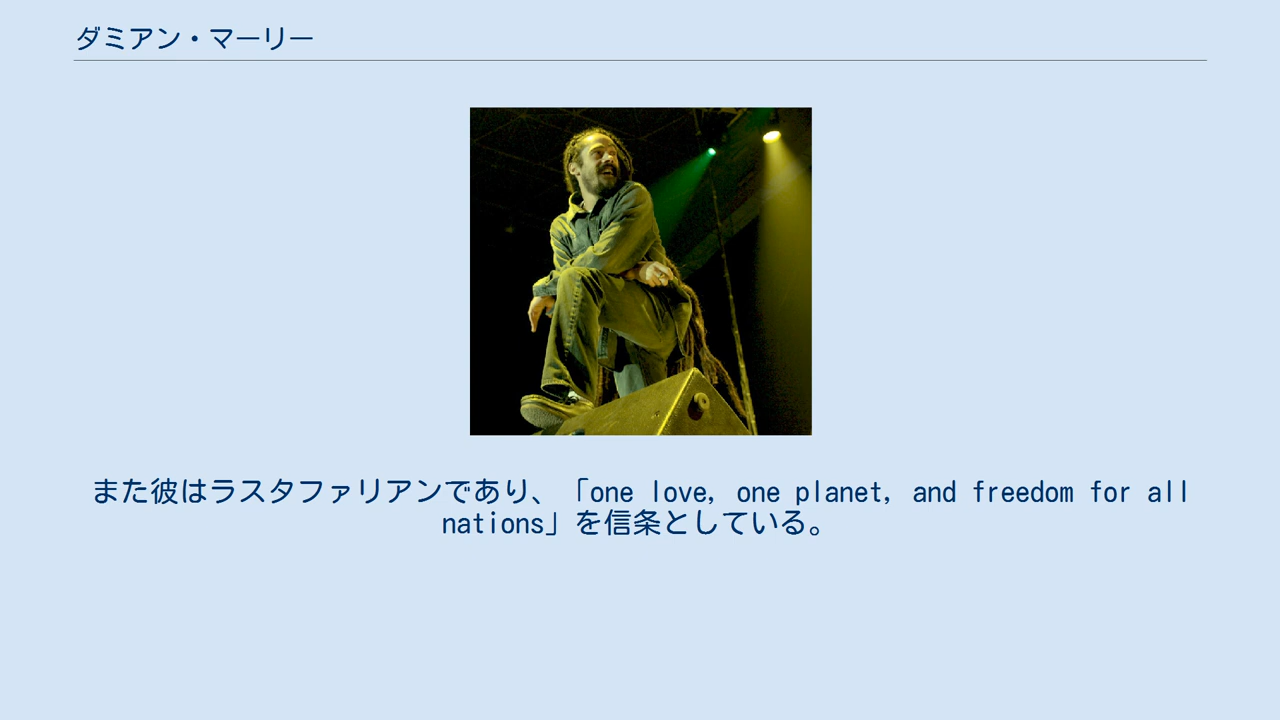 ダミアン・マーリー
また彼はラスタファリアンであり、「one love, one planet, and freedom for all
nations」を信条としている。